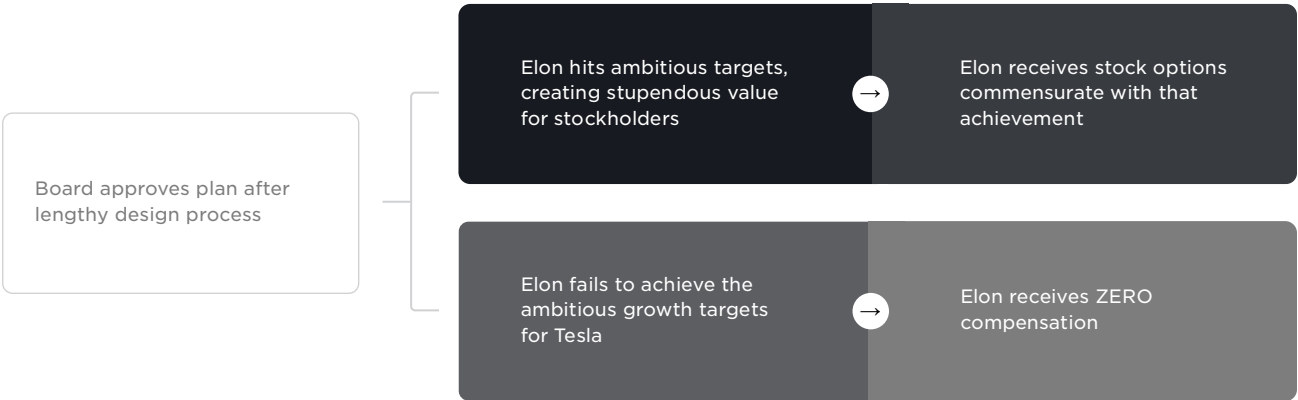 Board approves plan after
lengthy design process
Elon hits ambitious targets,
creating stupendous value
for stockholders
→
Elon receives stock options
commensurate with that
achievement
Elon fails to achieve the
ambitious growth targets
for Tesla
→
Elon receives ZERO
compensation